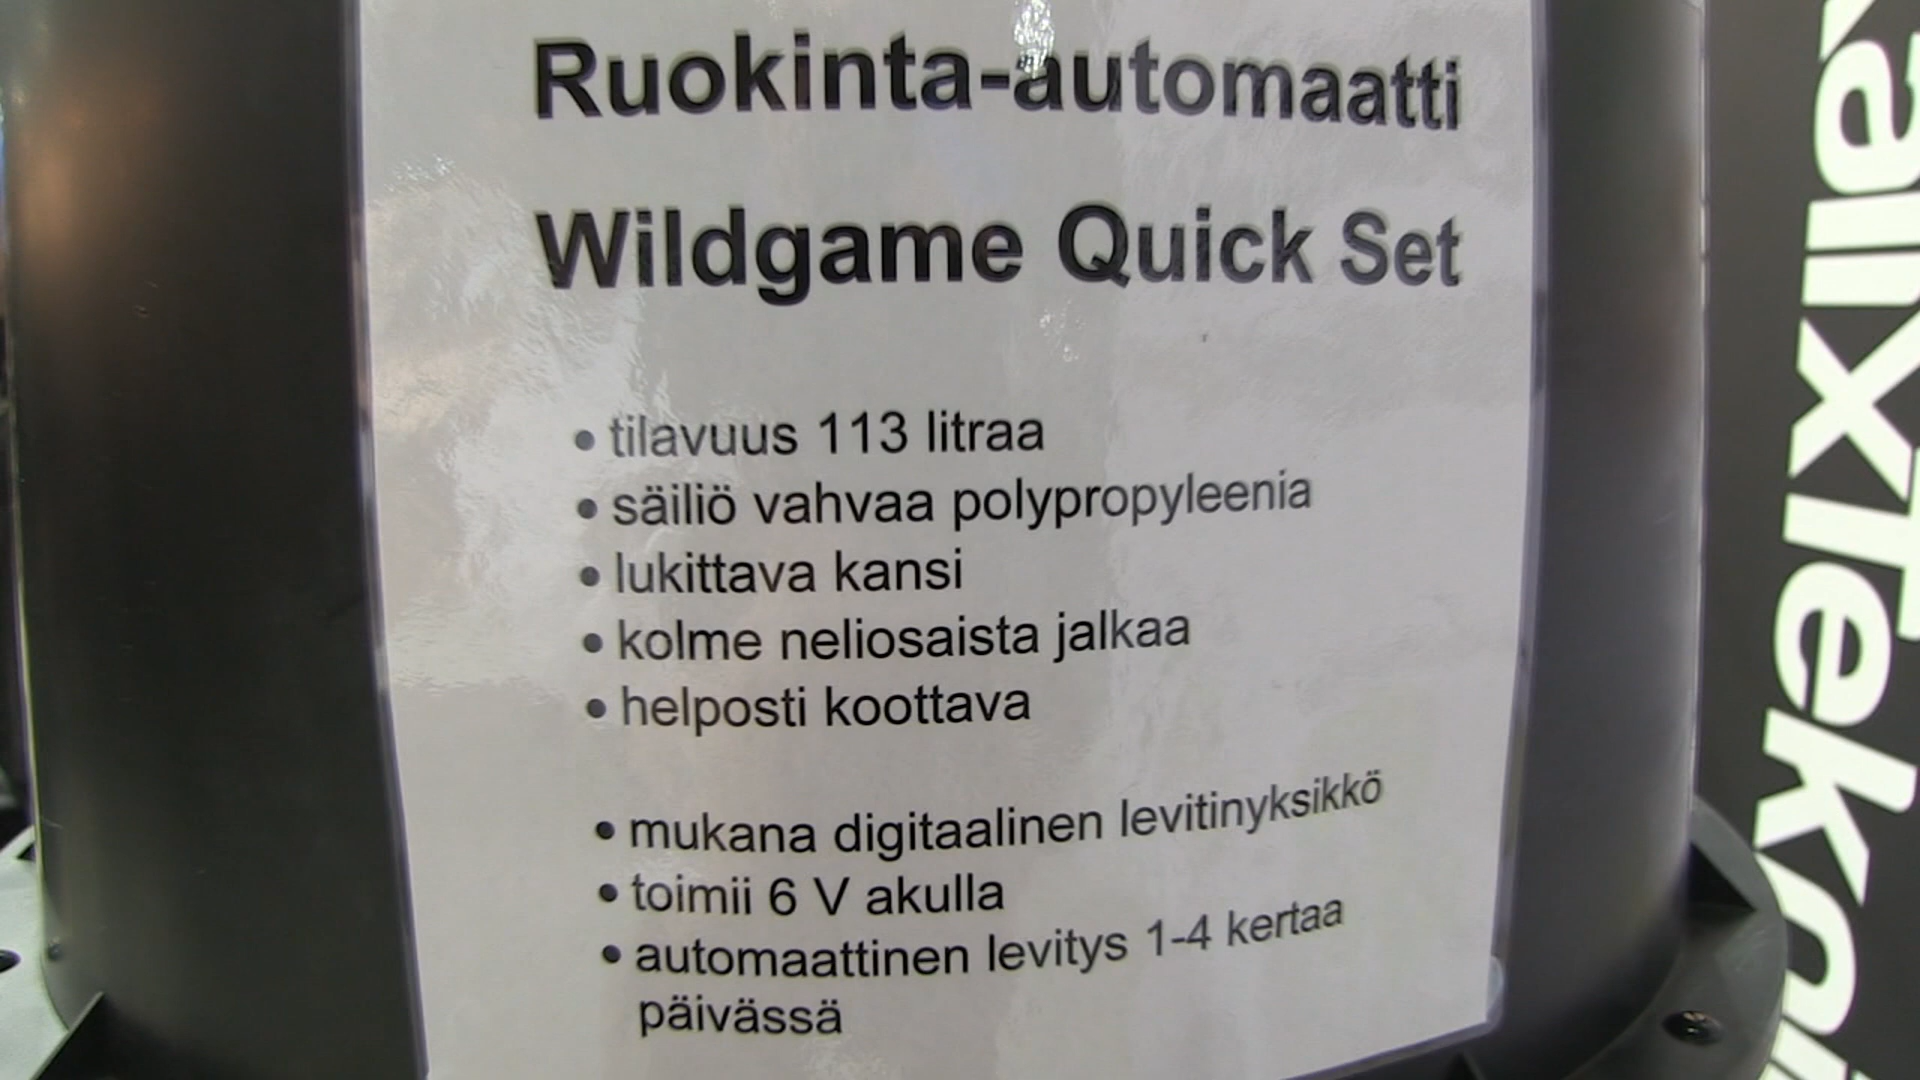 Ruokinta-automaatti
Wildgame Quick Set
• tilavuus 113 litraa
• säiliö vahvaa polypropyleenia
• lukittava kansi
• kolme neliosaista jalkaa
• helposti koottava
• mukana digitaalinen levitinyksikkö
• toimii 6 V akulla
• automaattinen levitys 1-4 kertaa
päivässä